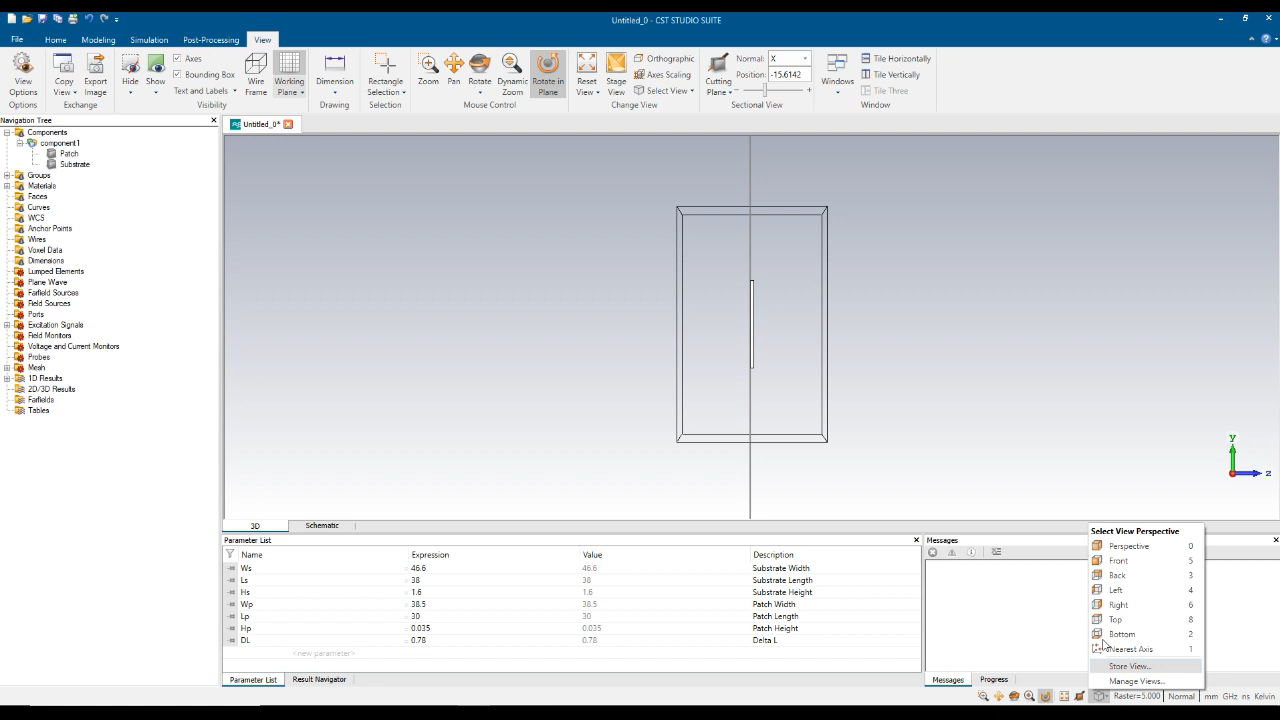 Untitled_0 - CST STUDIO SUITE
File Home Modeling Simulation Post-Processing View
View Options
Options
Copy View
Export Image
Exchange
Hide Show
Axes
Bounding Box
Text and Labels
Visibility
Wire Frame
Working Plane
Dimension
Drawing
Rectangle Selection
Selection
Zoom Pan Rotate Dynamic Zoom Rotate in Plane
Mouse Control
Reset View
Stage View
Orthographic
Axes Scaling
Select View
Change View
Cutting Plane
Normal: X
Position: -15.6142
Sectional View
Windows
Tile Horizontally
Tile Vertically
Tile Three
Window
Navigation Tree
Components
component1
Patch
Substrate
Groups
Materials
Faces
Curves
WCS
Anchor Points
Wires
Voxel Data
Dimensions
Lumped Elements
Plane Wave
Farfield Sources
Field Sources
Ports
Excitation Signals
Field Monitors
Voltage and Current Monitors
Probes
Mesh
1D Results
2D/3D Results
Farfields
Tables
Untitled_0*
y
z
3D Schematic
Parameter List
Name Expression Value Description
Ws = 46.6 46.6 Substrate Width
Ls = 38 38 Substrate Length
Hs = 1.6 1.6 Substrate Height
Wp = 38.5 38.5 Patch Width
Lp = 30 30 Patch Length
Hp = 0.035 0.035 Patch Height
DL = 0.78 0.78 Delta L
<new parameter>
Parameter List Result Navigator
Messages
Select View Perspective
Perspective 0
Front 5
Back 3
Left 4
Right 6
Top 8
Bottom 2
Nearest Axis 1
Store View...
Manage Views...
Messages Progress
Raster=5.000 Normal mm GHz ns Kelvin